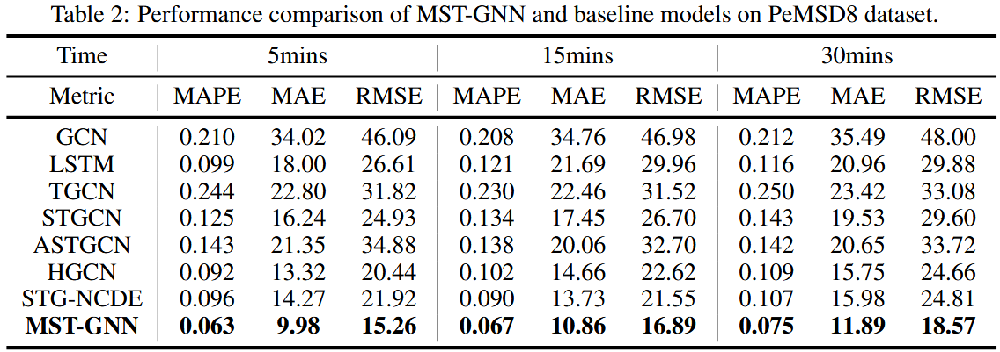 Table 2: Performance comparison of MST-GNN and baseline models on PeMSD8 dataset.
Time 5mins 15mins 30mins
Metric MAPE MAE RMSE MAPE MAE RMSE MAPE MAE RMSE
GCN 0.210 34.02 46.09 0.208 34.76 46.98 0.212 35.49 48.00
LSTM 0.099 18.00 26.61 0.121 21.69 29.96 0.116 20.96 29.88
TGCN 0.244 22.80 31.82 0.230 22.46 31.52 0.250 23.42 33.08
STGCN 0.125 16.24 24.93 0.134 17.45 26.70 0.143 19.53 29.60
ASTGCN 0.143 21.35 34.88 0.138 20.06 32.70 0.142 20.65 33.72
HGCN 0.092 13.32 20.44 0.102 14.66 22.62 0.109 15.75 24.66
STG-NCDE 0.096 14.27 21.92 0.090 13.73 21.55 0.107 15.98 24.81
MST-GNN 0.063 9.98 15.26 0.067 10.86 16.89 0.075 11.89 18.57